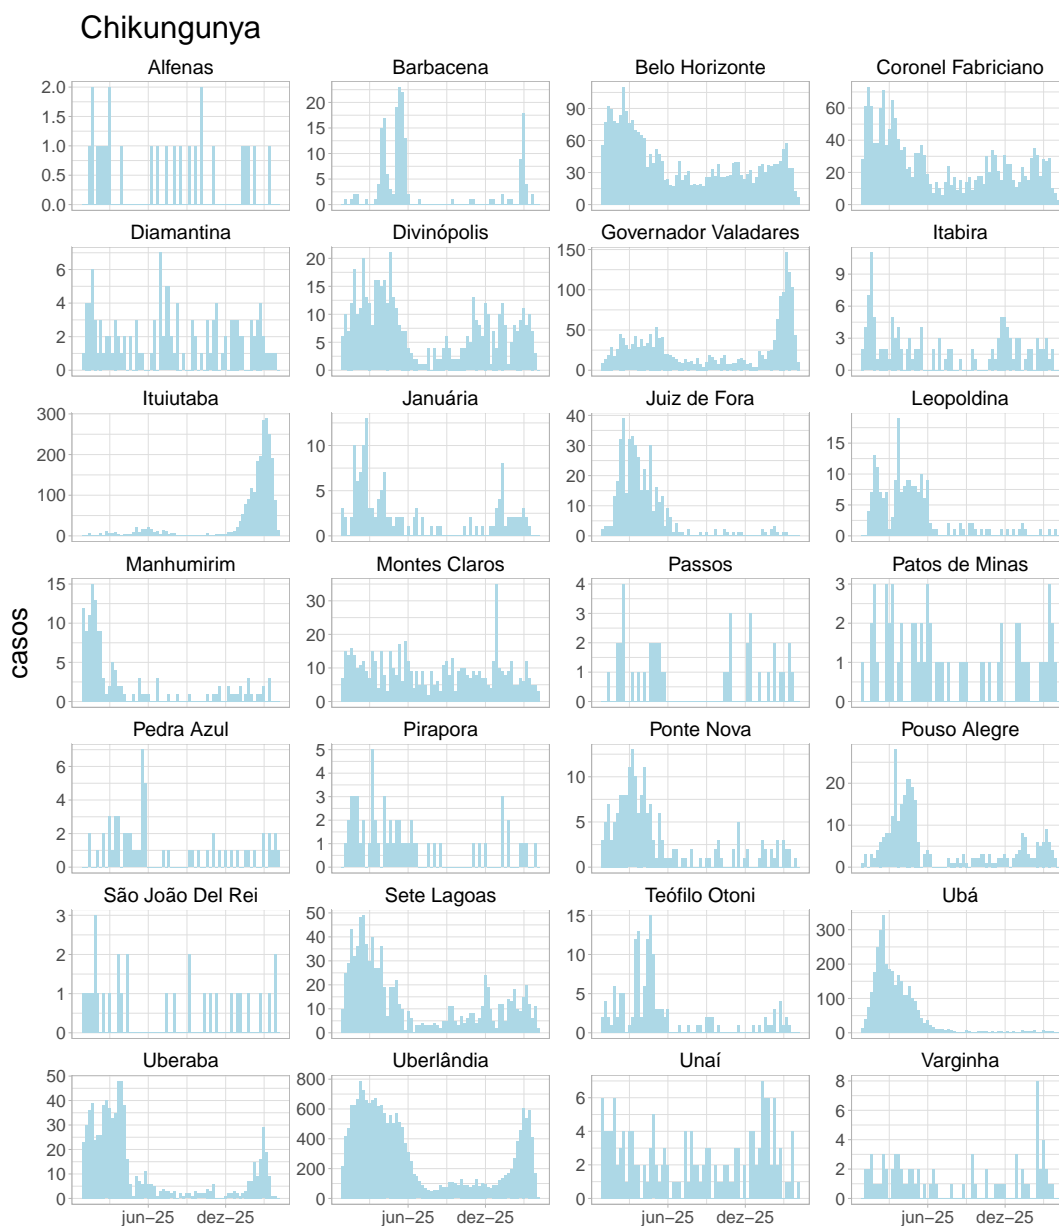 Chikungunya
Alfenas Barbacena Belo Horizonte Coronel Fabriciano
2.0 1.5 1.0 0.5 0.0
20 15 10 5 0
90 60 30 0
60 40 20 0
Diamantina Divinópolis Governador Valadares Itabira
6 4 2 0
20 15 10 5 0
150 100 50 0
9 6 3 0
Ituiutaba Januária Juiz de Fora Leopoldina
300 200 100 0
10 5 0
40 30 20 10 0
15 10 5 0
Manhumirim Montes Claros Passos Patos de Minas
15 10 5 0
30 20 10 0
4 3 2 1 0
3 2 1 0
casos
Pedra Azul Pirapora Ponte Nova Pouso Alegre
6 4 2 0
5 4 3 2 1 0
10 5 0
20 10 0
São João Del Rei Sete Lagoas Teófilo Otoni Ubá
3 2 1 0
50 40 30 20 10 0
15 10 5 0
300 200 100 0
Uberaba Uberlândia Unaí Varginha
50 40 30 20 10 0
800 600 400 200 0
6 4 2 0
8 6 4 2 0
jun–25 dez–25 jun–25 dez–25 jun–25 dez–25 jun–25 dez–25